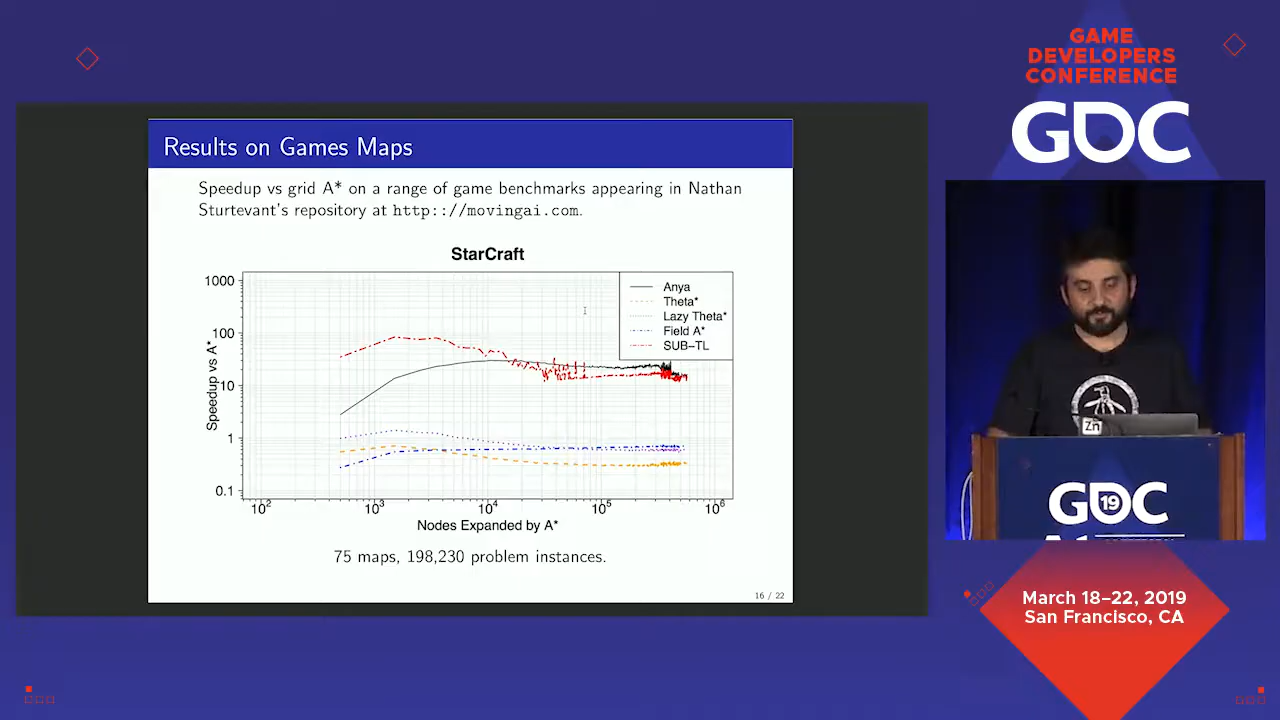 GAME
DEVELOPERS
CONFERENCE
GDC
Results on Games Maps
Speedup vs grid A* on a range of game benchmarks appearing in Nathan
Sturtevant's repository at http:://movingai.com.
StarCraft
Speedup vs A*
1000
100
10
1
0.1
Anya
Theta*
Lazy Theta*
Field A*
SUB-TL
10² 10³ 10⁴ 10⁵ 10⁶
Nodes Expanded by A*
75 maps, 198,230 problem instances.
16 / 22
Zn
GDC
19
March 18–22, 2019
San Francisco, CA